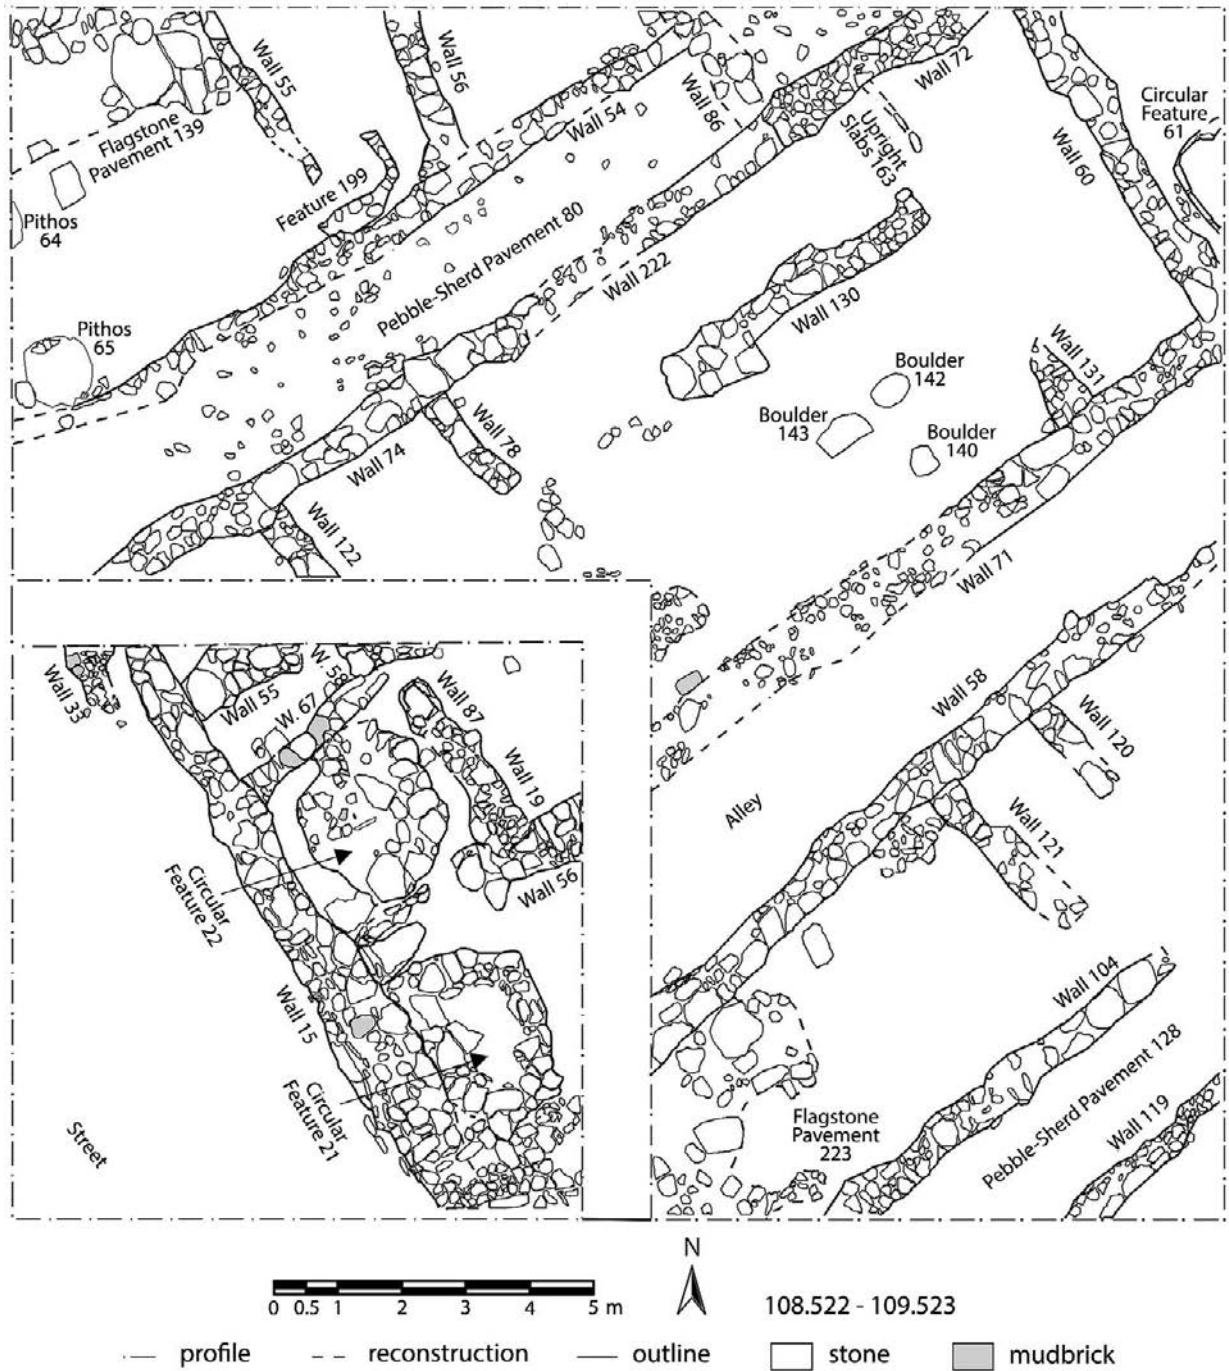 Wall 55
Wall 56
Wall 54
Wall 86
Wall 72
Upright
Slabs 163
Wall 60
Circular
Feature
61
Flagstone
Pavement 139
Feature 199
Pithos
64
Pebble-Sherd Pavement 80
Wall 222
Wall 130
Pithos
65
Boulder
142
Boulder
143
Boulder
140
Wall 131
Wall 78
Wall 74
Wall 122
Wall 71
Wall 33
Wall 55
W. 58
W. 67
Wall 87
Wall 19
Wall 56
Circular
Feature 22
Wall 15
Circular
Feature 21
Street
Alley
Wall 58
Wall 120
Wall 121
Wall 104
Pebble-Sherd Pavement 128
Wall 119
Flagstone
Pavement
223
N
0 0.5 1 2 3 4 5 m
108.522 - 109.523
profile reconstruction outline stone mudbrick